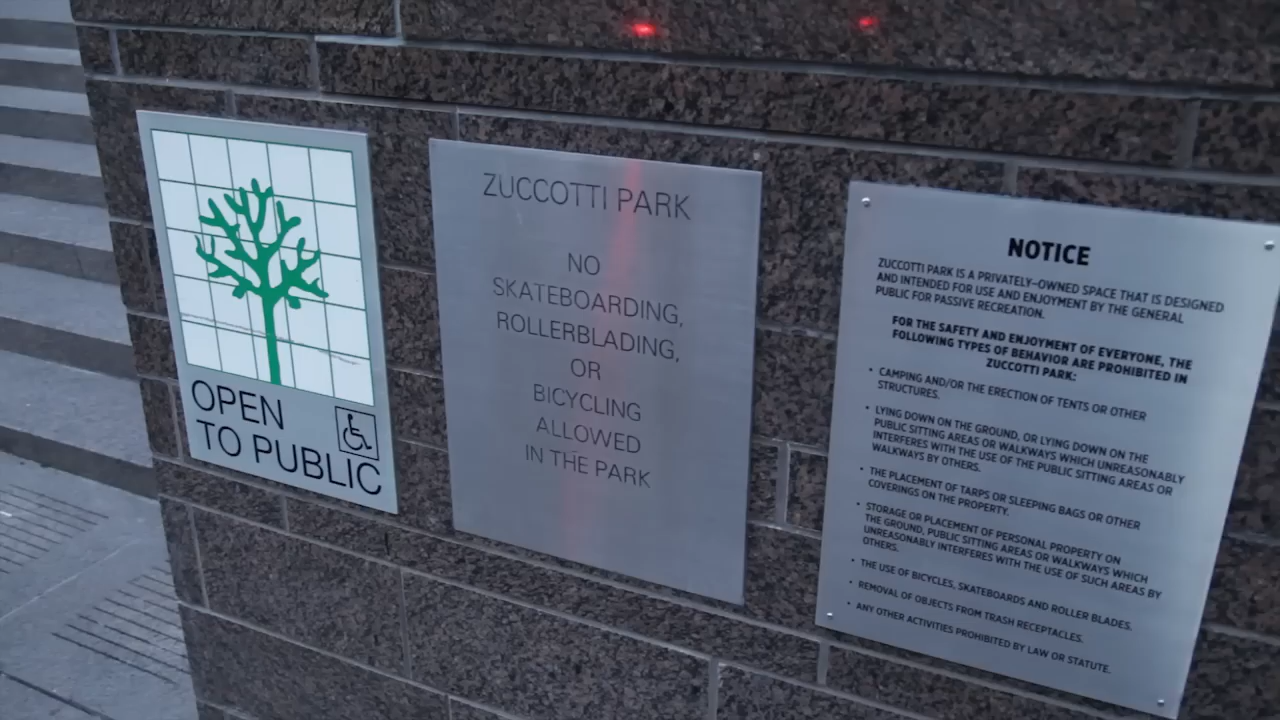 OPEN
TO PUBLIC
ZUCCOTTI PARK
NO
SKATEBOARDING,
ROLLERBLADING,
OR
BICYCLING
ALLOWED
IN THE PARK
NOTICE
ZUCCOTTI PARK IS A PRIVATELY-OWNED SPACE THAT IS DESIGNED
AND INTENDED FOR USE AND ENJOYMENT BY THE GENERAL
PUBLIC FOR PASSIVE RECREATION.
FOR THE SAFETY AND ENJOYMENT OF EVERYONE, THE
FOLLOWING TYPES OF BEHAVIOR ARE PROHIBITED IN
ZUCCOTTI PARK:
• CAMPING AND/OR THE ERECTION OF TENTS OR OTHER
STRUCTURES.
• LYING DOWN ON THE GROUND, OR LYING DOWN ON THE
PUBLIC SITTING AREAS OR WALKWAYS WHICH UNREASONABLY
INTERFERES WITH THE USE OF THE PUBLIC SITTING AREAS OR
WALKWAYS BY OTHERS.
• THE PLACEMENT OF TARPS OR SLEEPING BAGS OR OTHER
COVERINGS ON THE PROPERTY.
• STORAGE OR PLACEMENT OF PERSONAL PROPERTY ON
THE GROUND, PUBLIC SITTING AREAS OR WALKWAYS WHICH
UNREASONABLY INTERFERES WITH THE USE OF SUCH AREAS BY
OTHERS.
• THE USE OF BICYCLES, SKATEBOARDS AND ROLLER BLADES.
• REMOVAL OF OBJECTS FROM TRASH RECEPTACLES.
• ANY OTHER ACTIVITIES PROHIBITED BY LAW OR STATUTE.